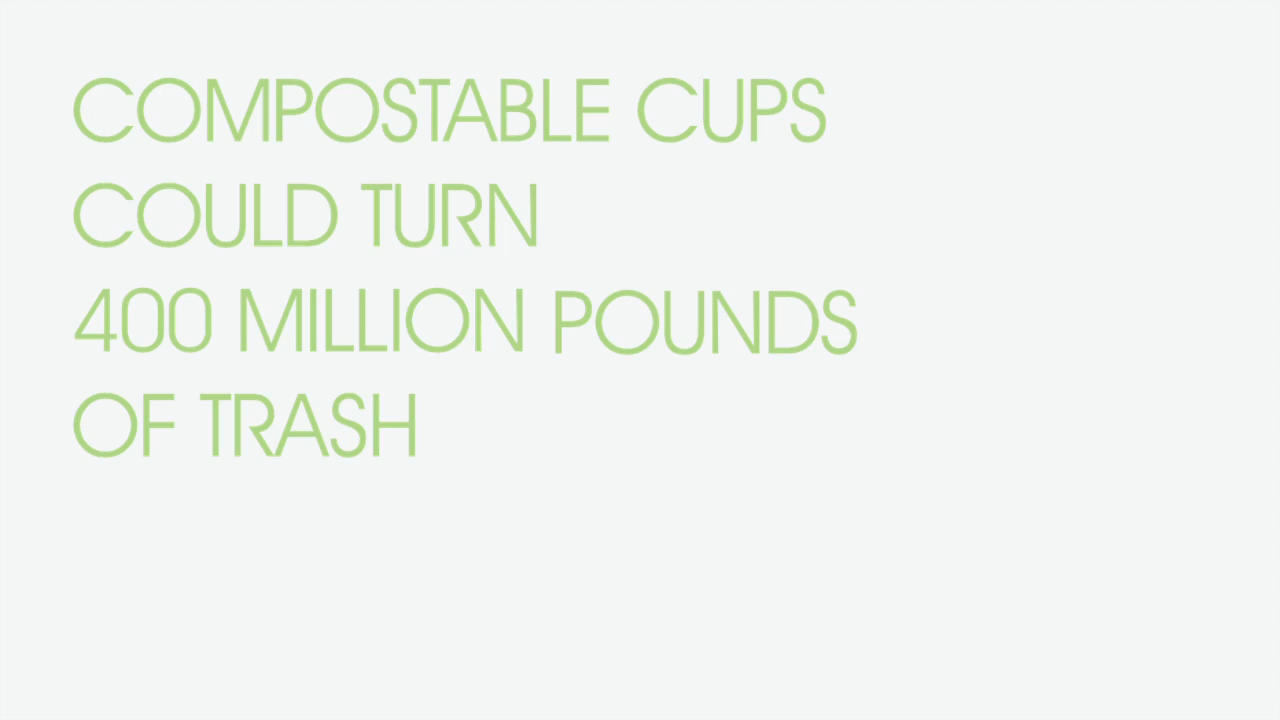 COMPOSTABLE CUPS
COULD TURN
400 MILLION POUNDS
OF TRASH